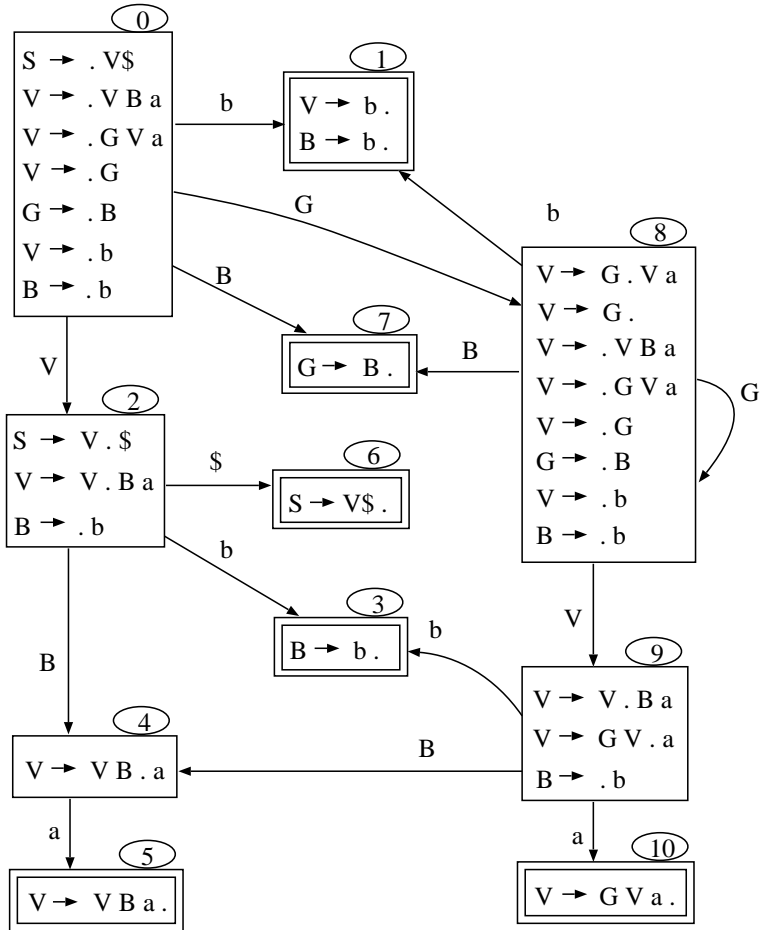 0
S → . V$
V → . V B a
V → . G V a
V → . G
G → . B
V → . b
B → . b
b
1
V → b .
B → b .
G
b
B
7
G → B .
B
8
V → G . V a
V → G .
V → . V B a
V → . G V a
V → . G
G → . B
V → . b
B → . b
G
V
2
S → V . $
V → V . B a
B → . b
$
6
S → V$ .
b
3
B → b .
b
V
9
V → V . B a
V → G V . a
B → . b
B
4
V → V B . a
B
a
5
V → V B a .
a
10
V → G V a .